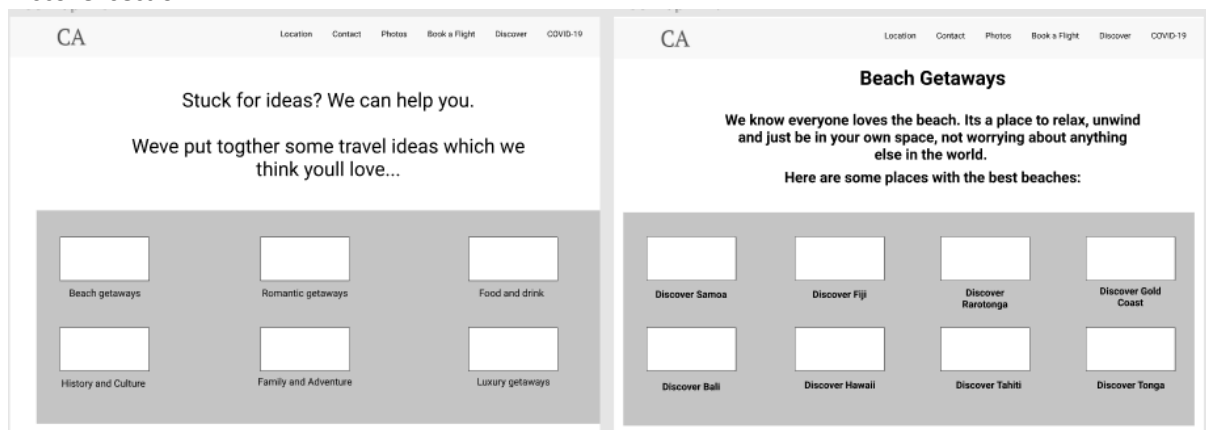 CA
Location Contact Photos Book a Flight Discover COVID-19
Stuck for ideas? We can help you.
Weve put togther some travel ideas which we
think youll love...
Beach getaways Romantic getaways Food and drink
History and Culture Family and Adventure Luxury getaways
CA
Location Contact Photos Book a Flight Discover COVID-19
Beach Getaways
We know everyone loves the beach. Its a place to relax, unwind
and just be in your own space, not worrying about anything
else in the world.
Here are some places with the best beaches:
Discover Samoa Discover Fiji Discover Rarotonga Discover Gold Coast
Discover Bali Discover Hawaii Discover Tahiti Discover Tonga